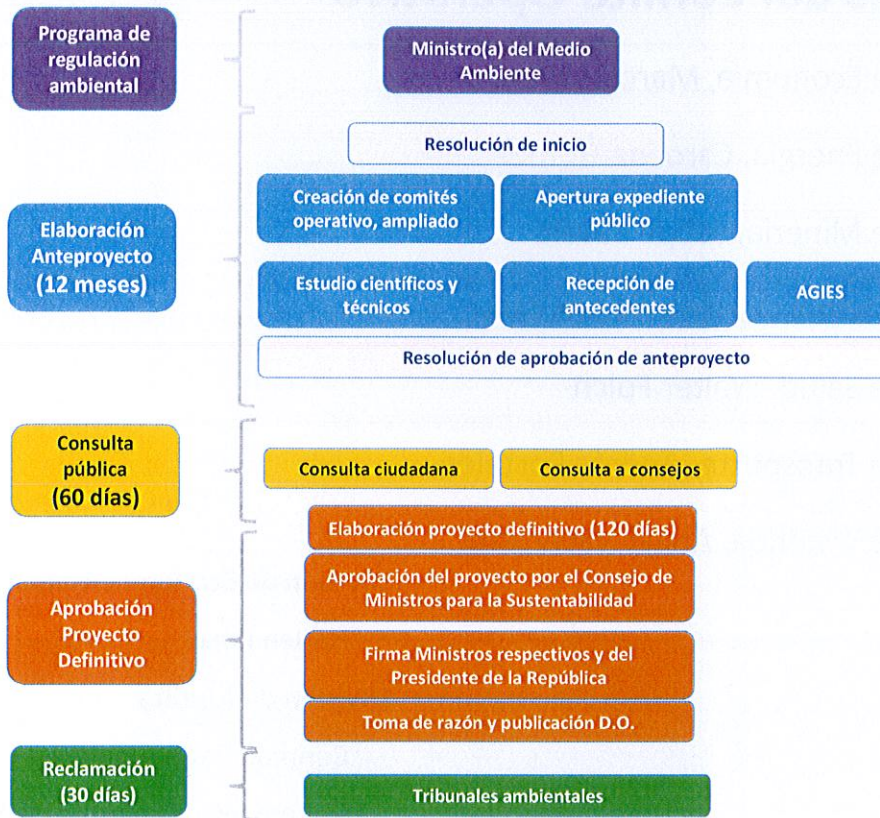 Programa de
regulación
ambiental
Ministro(a) del Medio
Ambiente
Elaboración
Anteproyecto
(12 meses)
Resolución de inicio
Creación de comités
operativo, ampliado
Apertura expediente
público
Estudio científicos y
técnicos
Recepción de
antecedentes
AGIES
Resolución de aprobación de anteproyecto
Consulta
pública
(60 días)
Consulta ciudadana
Consulta a consejos
Aprobación
Proyecto
Definitivo
Elaboración proyecto definitivo (120 días)
Aprobación del proyecto por el Consejo de
Ministros para la Sustentabilidad
Firma Ministros respectivos y del
Presidente de la República
Toma de razón y publicación D.O.
Reclamación
(30 días)
Tribunales ambientales